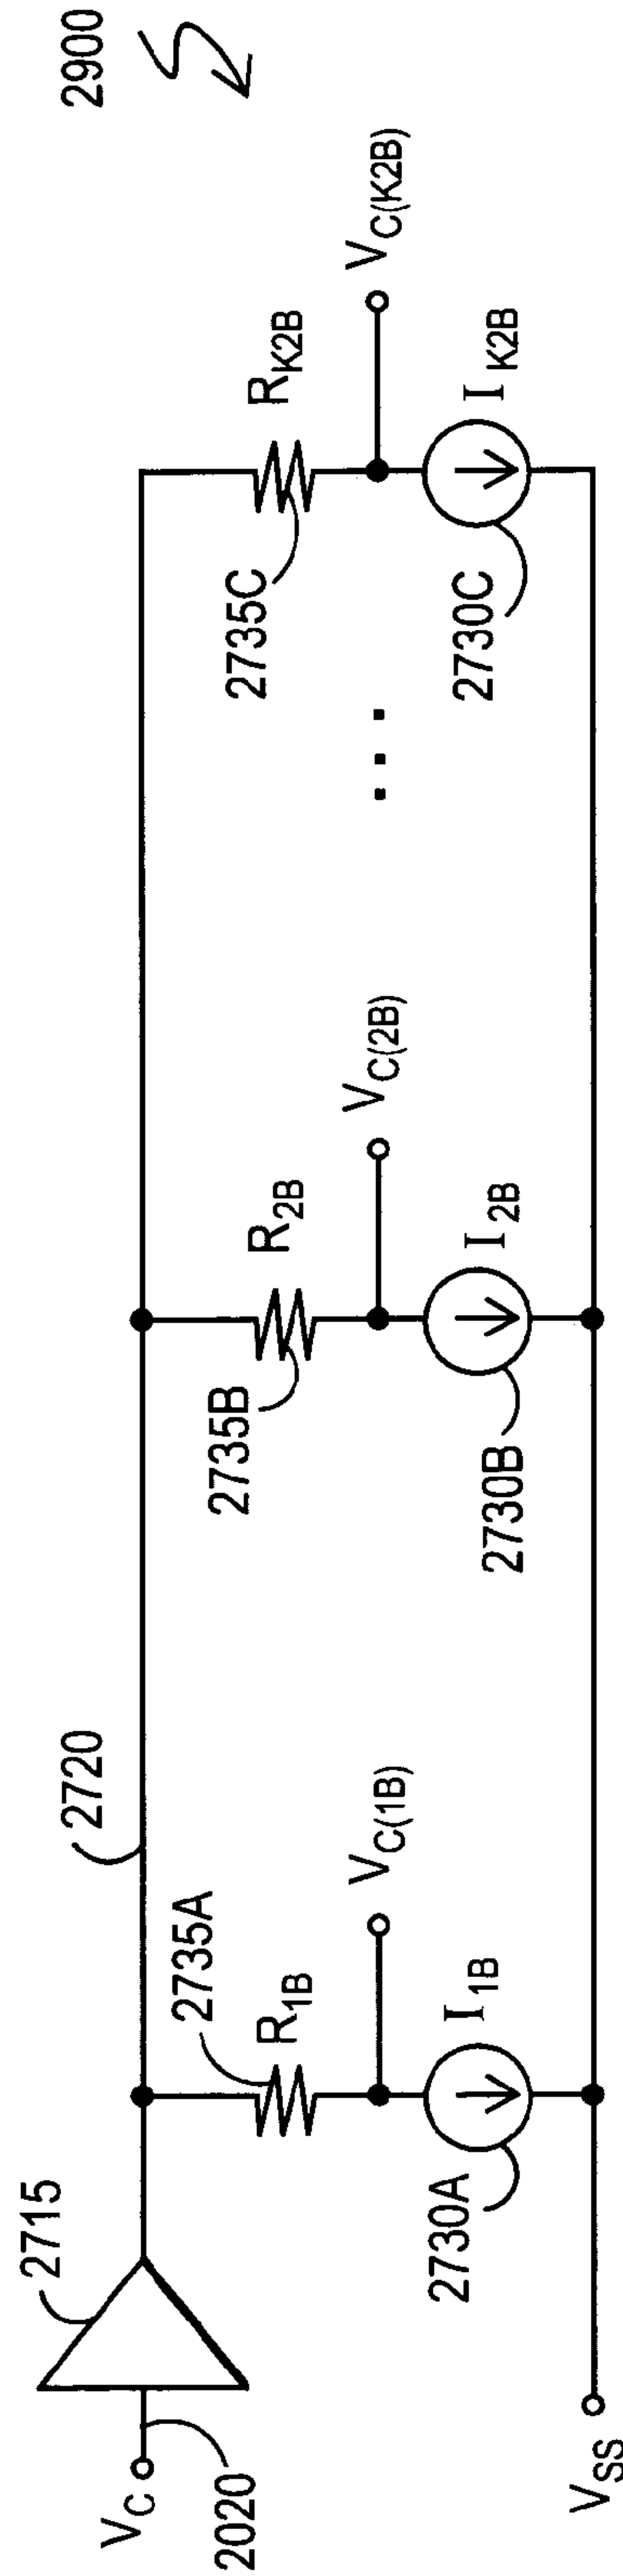 2900
V_C
2020
2715
2720
2735A
R_1B
V_C(1B)
2730A
I_1B
2735B
R_2B
V_C(2B)
2730B
I_2B
. . .
2735C
R_K2B
V_C(K2B)
2730C
I_K2B
V_SS